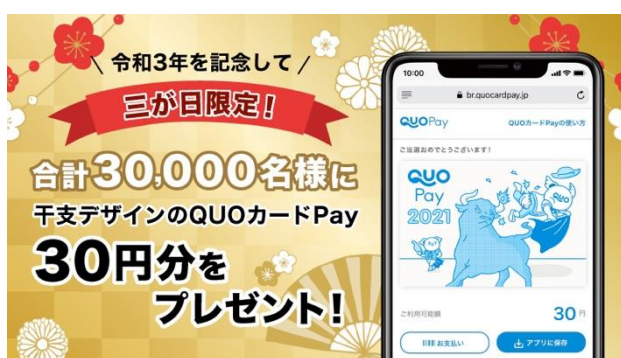 令和3年を記念して
三が日限定!
合計30,000名様に
干支デザインのQUOカードPay
30円分を
プレゼント!
10:00
br.quocardpay.jp
QUOPay
QUOカードPayの使い方
ご当選おめでとうございます!
QUO
Pay
2021
ご利用可能額
30円
お支払い
アプリに保存